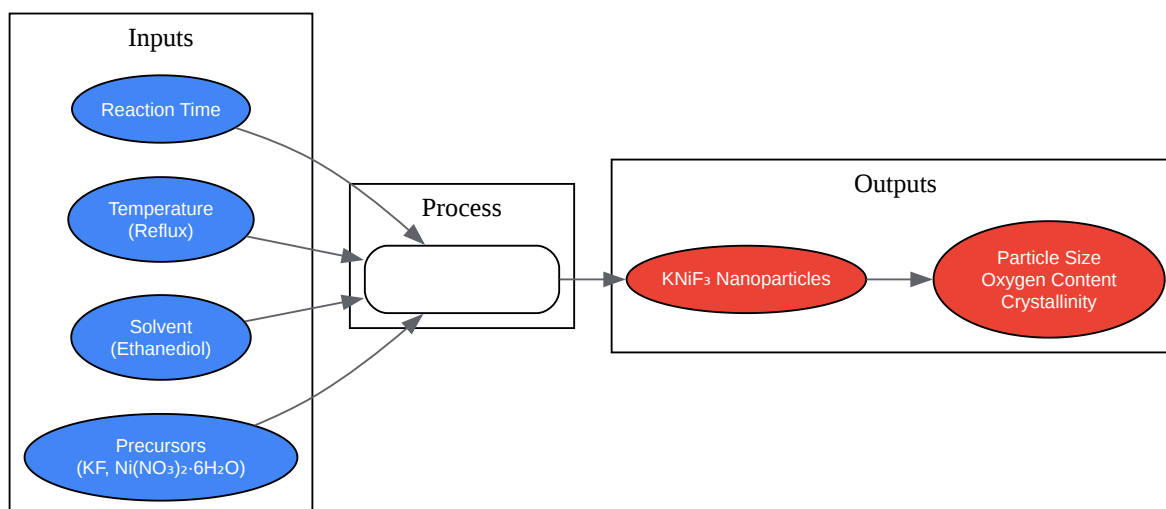 Inputs
Reaction Time
Temperature
(Reflux)
Solvent
(Ethanediol)
Precursors
(KF, Ni(NO₃)₂·6H₂O)
Process
Outputs
KNiF₃ Nanoparticles
Particle Size
Oxygen Content
Crystallinity